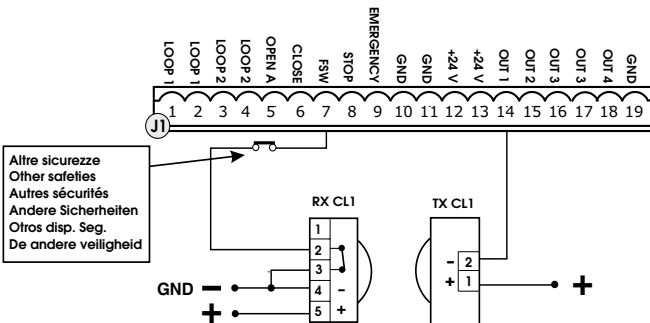 LOOP 1
LOOP 1
LOOP 2
LOOP 2
OPEN A
CLOSE
FSW
STOP
EMERGENCY
GND
GND
+24 V
+24 V
OUT 1
OUT 2
OUT 3
OUT 3
OUT 4
GND
1 2 3 4 5 6 7 8 9 10 11 12 13 14 15 16 17 18 19
J1
Altre sicurezze
Other safeties
Autres sécurités
Andere Sicherheiten
Otros disp. Seg.
De andere veiligheid
RX CL1
1
2
3
4 -
5 +
GND -
+
TX CL1
- 2
+ 1
+